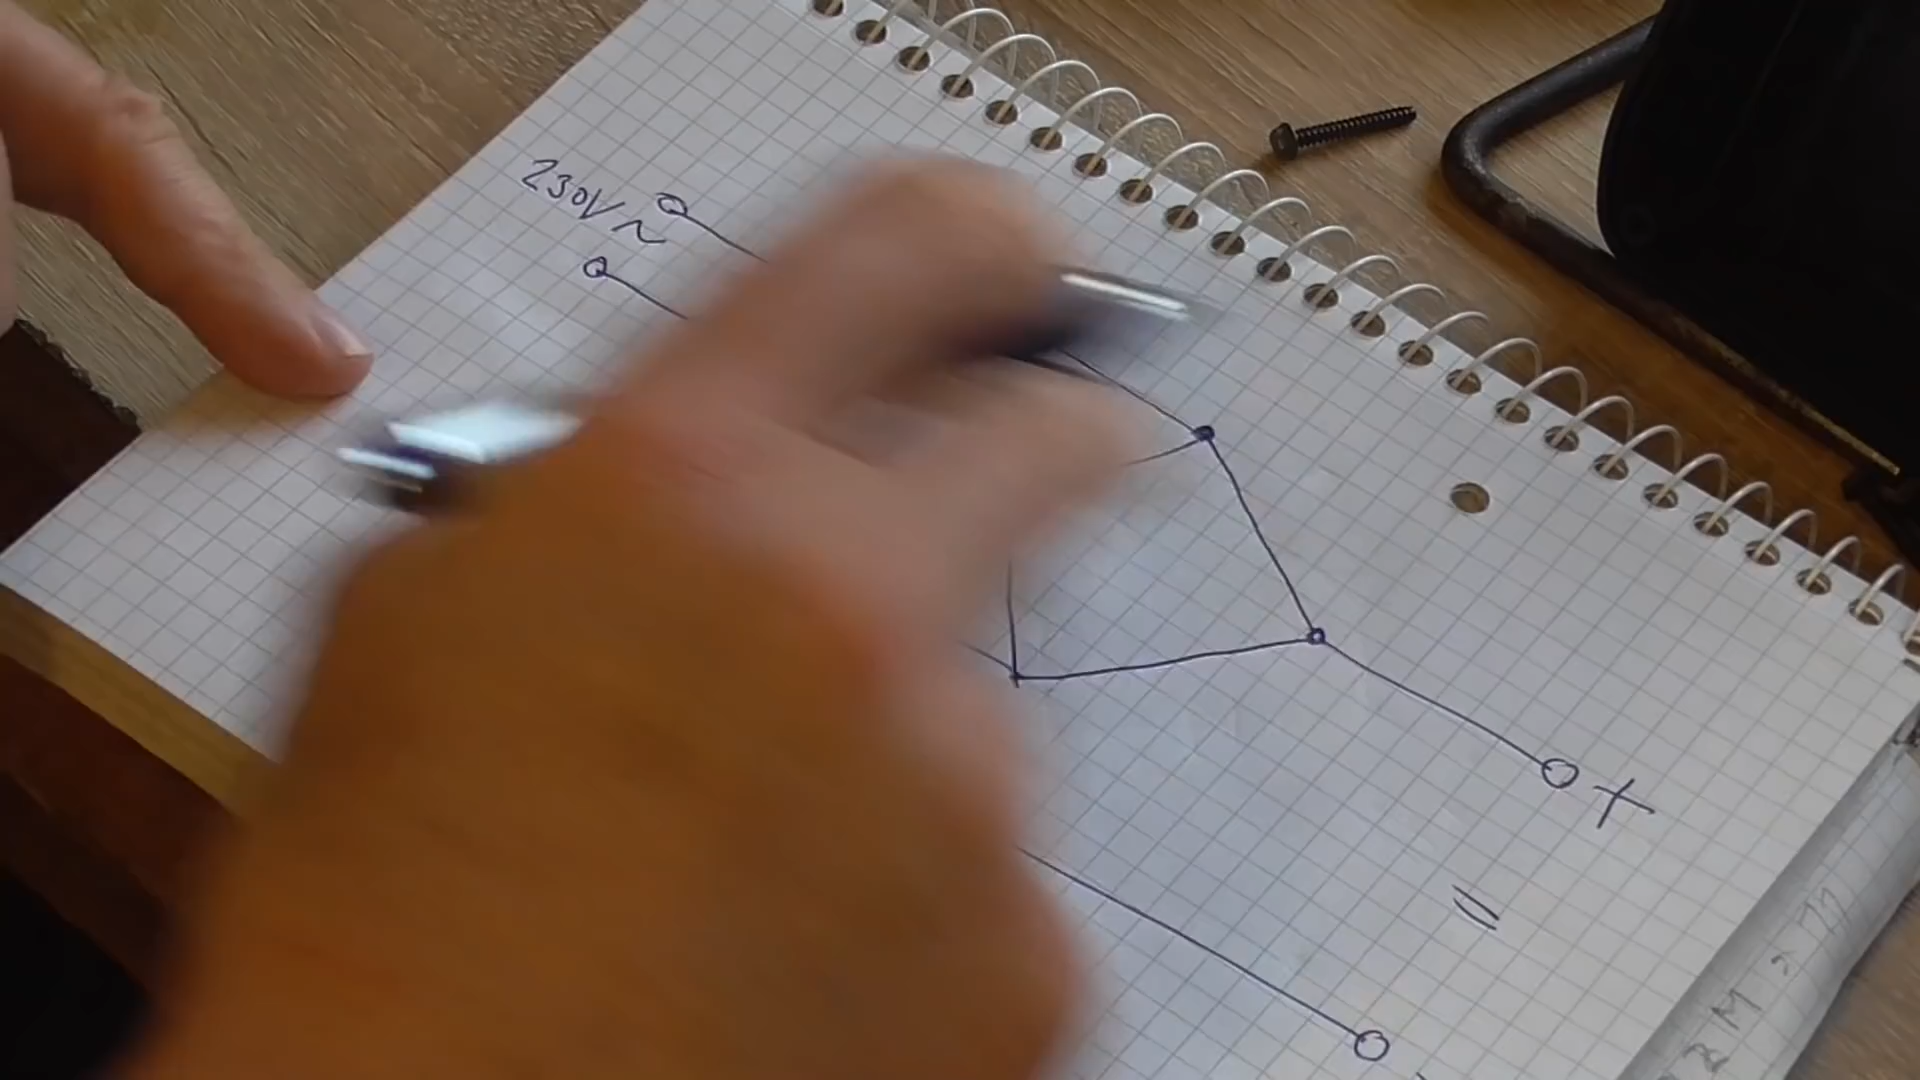 230V~
+
=